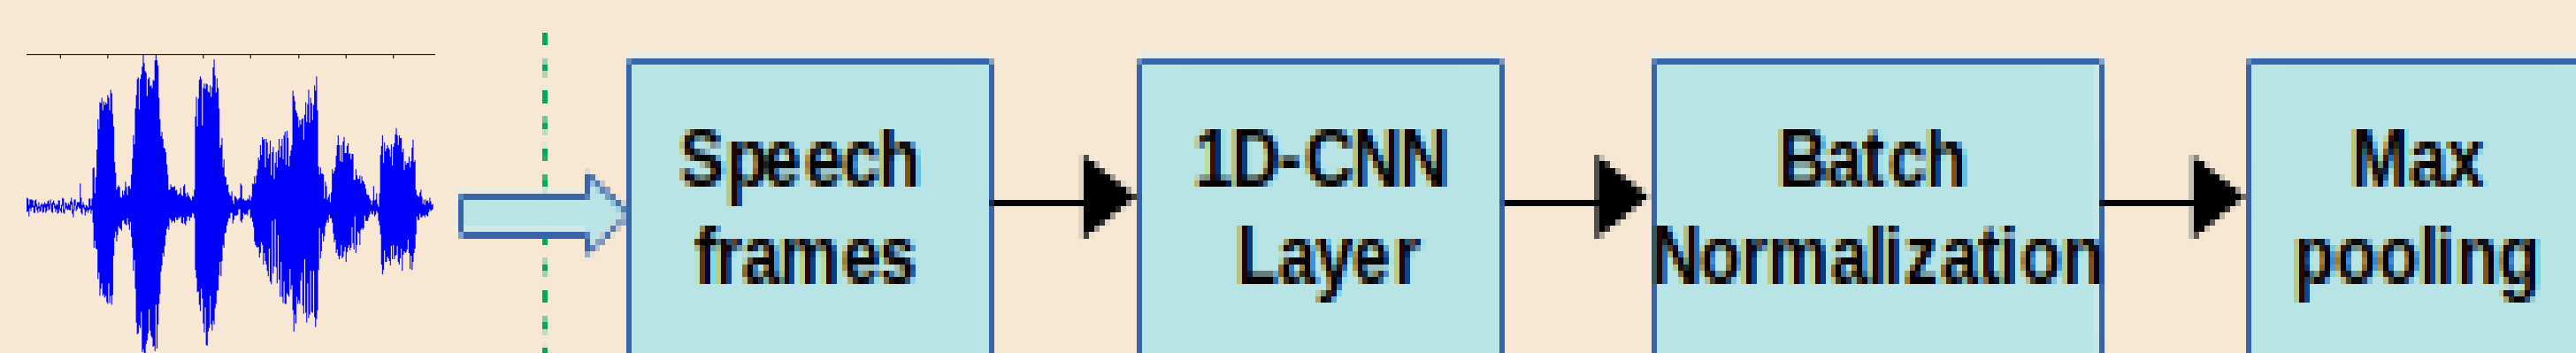 Speech
frames
1D-CNN
Layer
Batch
Normalization
Max
pooling